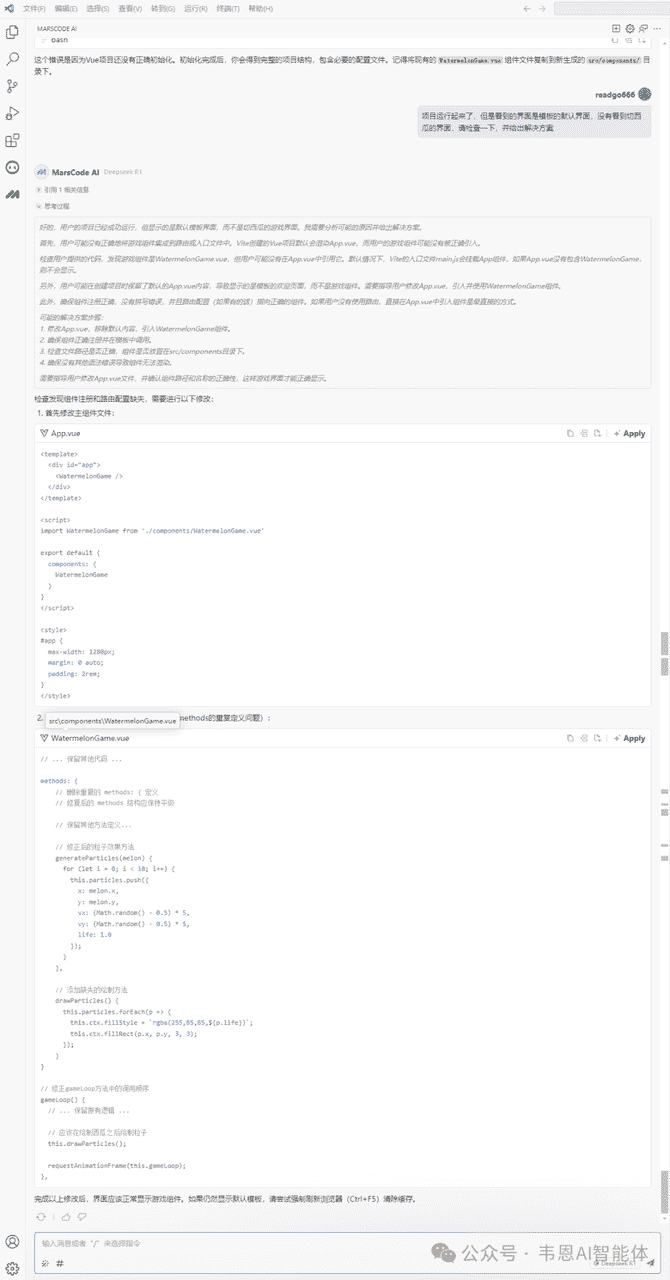 文件(F) 编辑(E) 选择(S) 查看(V) 转到(G) 运行(R) 终端(T) 帮助(H)
MARSCODE AI
bash
这个错误是因为Vue项目还没有正确初始化。初始化完成后，你会得到完整的项目结构，包含必要的配置文件。记得将现有的 WatermelonGame.vue 组件文件复制到新生成的 src/components/ 目
录下。
readgo666
项目运行起来了，但是看到的界面是模板的默认界面，没有看到切西
瓜的界面，请检查一下，并给出解决方案
MarsCode AI Deepseek R1
引用 1 相关信息
思考过程
好的，用户的项目已经成功运行，但显示的是默认模板界面，而不是切西瓜的游戏界面。我需要分析可能的原因并给出解决方案。
首先，用户可能没有正确地将游戏组件集成到路由或入口文件中。Vite创建的Vue项目默认会渲染App.vue，而用户的游戏组件可能没有被正确引入。
检查用户提供的代码，发现游戏组件是WatermelonGame.vue，但用户可能没有在App.vue中引用它。默认情况下，Vite的入口文件main.js会挂载App组件，如果App.vue没有包含WatermelonGame，
则不会显示。
另外，用户可能在创建项目时保留了默认的App.vue内容，导致显示的是模板的欢迎页面，而不是游戏组件。需要指导用户修改App.vue，引入并使用WatermelonGame组件。
此外，确保组件注册正确，没有拼写错误，并且路由配置（如果有的话）指向正确的组件。如果用户没有使用路由，直接在App.vue中引入组件是最直接的方式。
可能的解决方案步骤：
1. 修改App.vue，移除默认内容，引入WatermelonGame组件。
2. 确保组件正确注册并在模板中调用。
3. 检查文件路径是否正确，组件是否放置在src/components目录下。
4. 确保没有其他语法错误导致组件无法渲染。
需要指导用户修改App.vue文件，并确认组件路径和名称的正确性，这样游戏界面才能正确显示。
检查发现组件注册和路由配置缺失，需要进行以下修改：
1. 首先修改主组件文件：
App.vue Apply
<template>
<div id="app">
<WatermelonGame />
</div>
</template>
<script>
import WatermelonGame from './components/WatermelonGame.vue'
export default {
components: {
WatermelonGame
}
}
</script>
<style>
#app {
max-width: 1280px;
margin: 0 auto;
padding: 2rem;
}
</style>
2. src\components\WatermelonGame.vue methods的重复定义问题）：
WatermelonGame.vue Apply
// ... 保留其他代码 ...
methods: {
// 删除重复的 methods: { 定义
// 修复后的 methods 结构应保持平级
// 保留其他方法定义...
// 修正后的粒子效果方法
generateParticles(melon) {
for (let i = 0; i < 10; i++) {
this.particles.push({
x: melon.x,
y: melon.y,
vx: (Math.random() - 0.5) * 5,
vy: (Math.random() - 0.5) * 5,
life: 1.0
});
}
},
// 添加缺失的绘制方法
drawParticles() {
this.particles.forEach(p => {
this.ctx.fillStyle = `rgba(255,85,85,${p.life})`;
this.ctx.fillRect(p.x, p.y, 3, 3);
});
}
}
// 修正gameLoop方法中的调用顺序
gameLoop() {
// ... 保留原有逻辑 ...
// 应该在绘制西瓜之后绘制粒子
this.drawParticles();
requestAnimationFrame(this.gameLoop);
},
完成以上修改后，界面应该正常显示游戏组件。如果仍然显示默认模板，请尝试强制刷新浏览器（Ctrl+F5）清除缓存。
输入消息或者 "/" 来选择指令
#
Deepseek R1
公众号 · 韦恩AI智能体